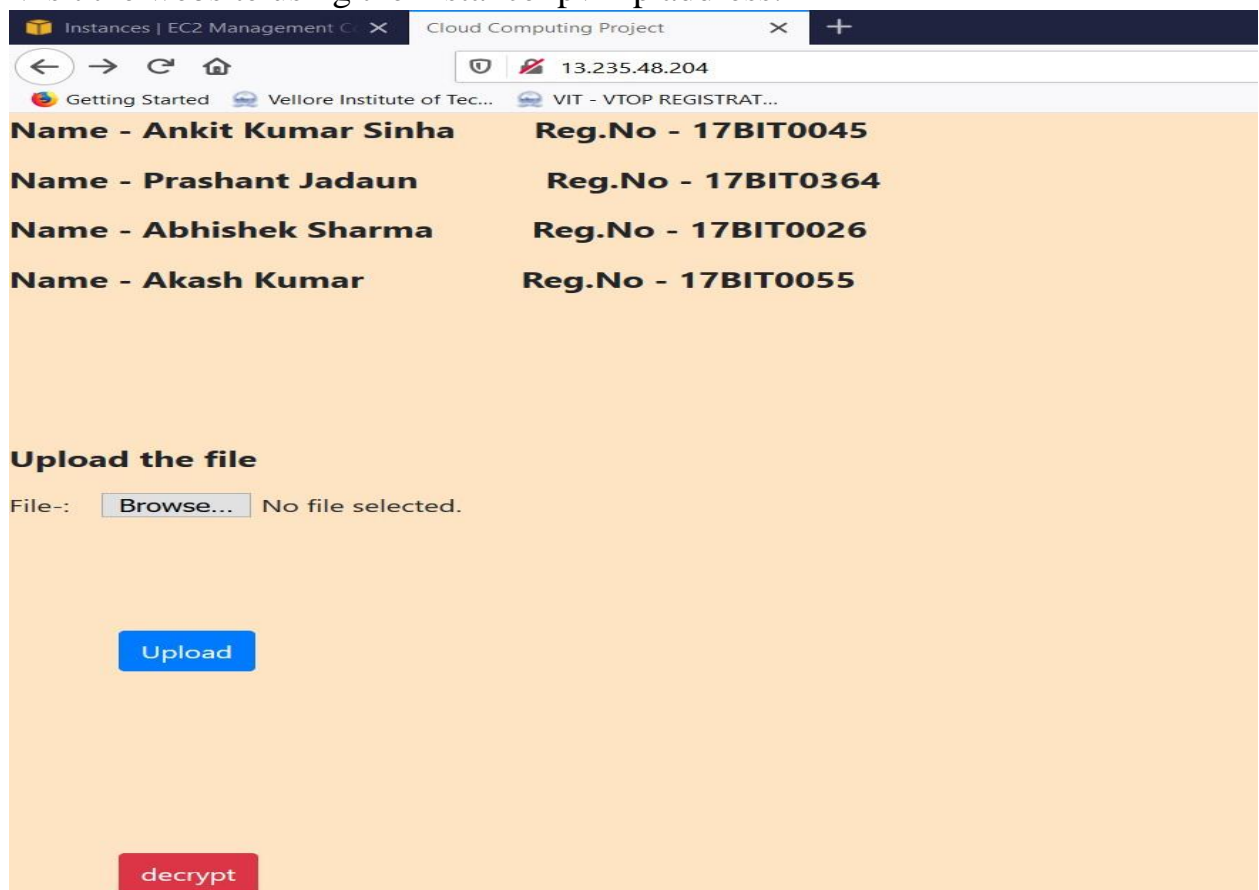 Instances | EC2 Management C
Cloud Computing Project
13.235.48.204
Getting Started Vellore Institute of Tec... VIT - VTOP REGISTRAT...
Name - Ankit Kumar Sinha Reg.No - 17BIT0045
Name - Prashant Jadaun Reg.No - 17BIT0364
Name - Abhishek Sharma Reg.No - 17BIT0026
Name - Akash Kumar Reg.No - 17BIT0055
Upload the file
File-: Browse... No file selected.
Upload
decrypt